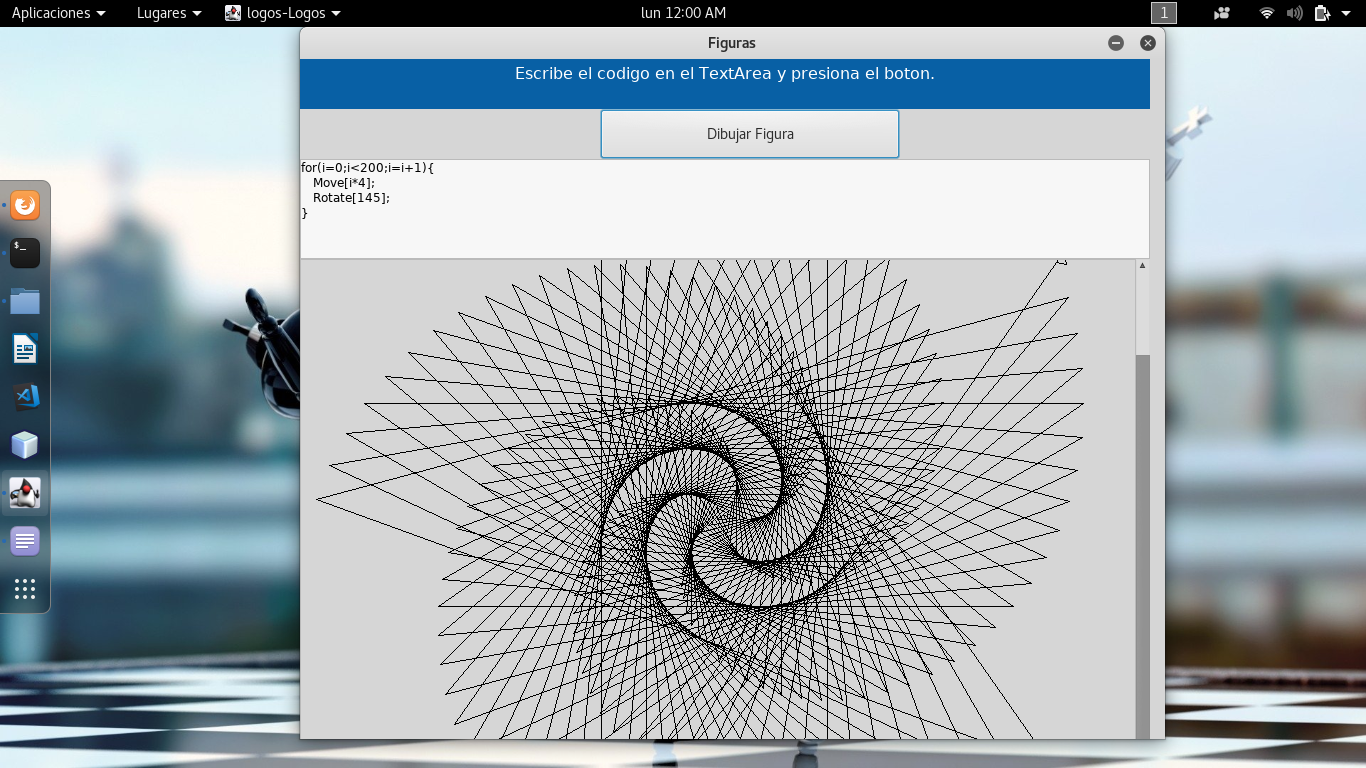 Aplicaciones Lugares logos-Logos lun 12:00 AM 1
Figuras
Escribe el codigo en el TextArea y presiona el boton.
Dibujar Figura
for(i=0;i<200;i=i+1){
Move[i*4];
Rotate[145];
}
$_